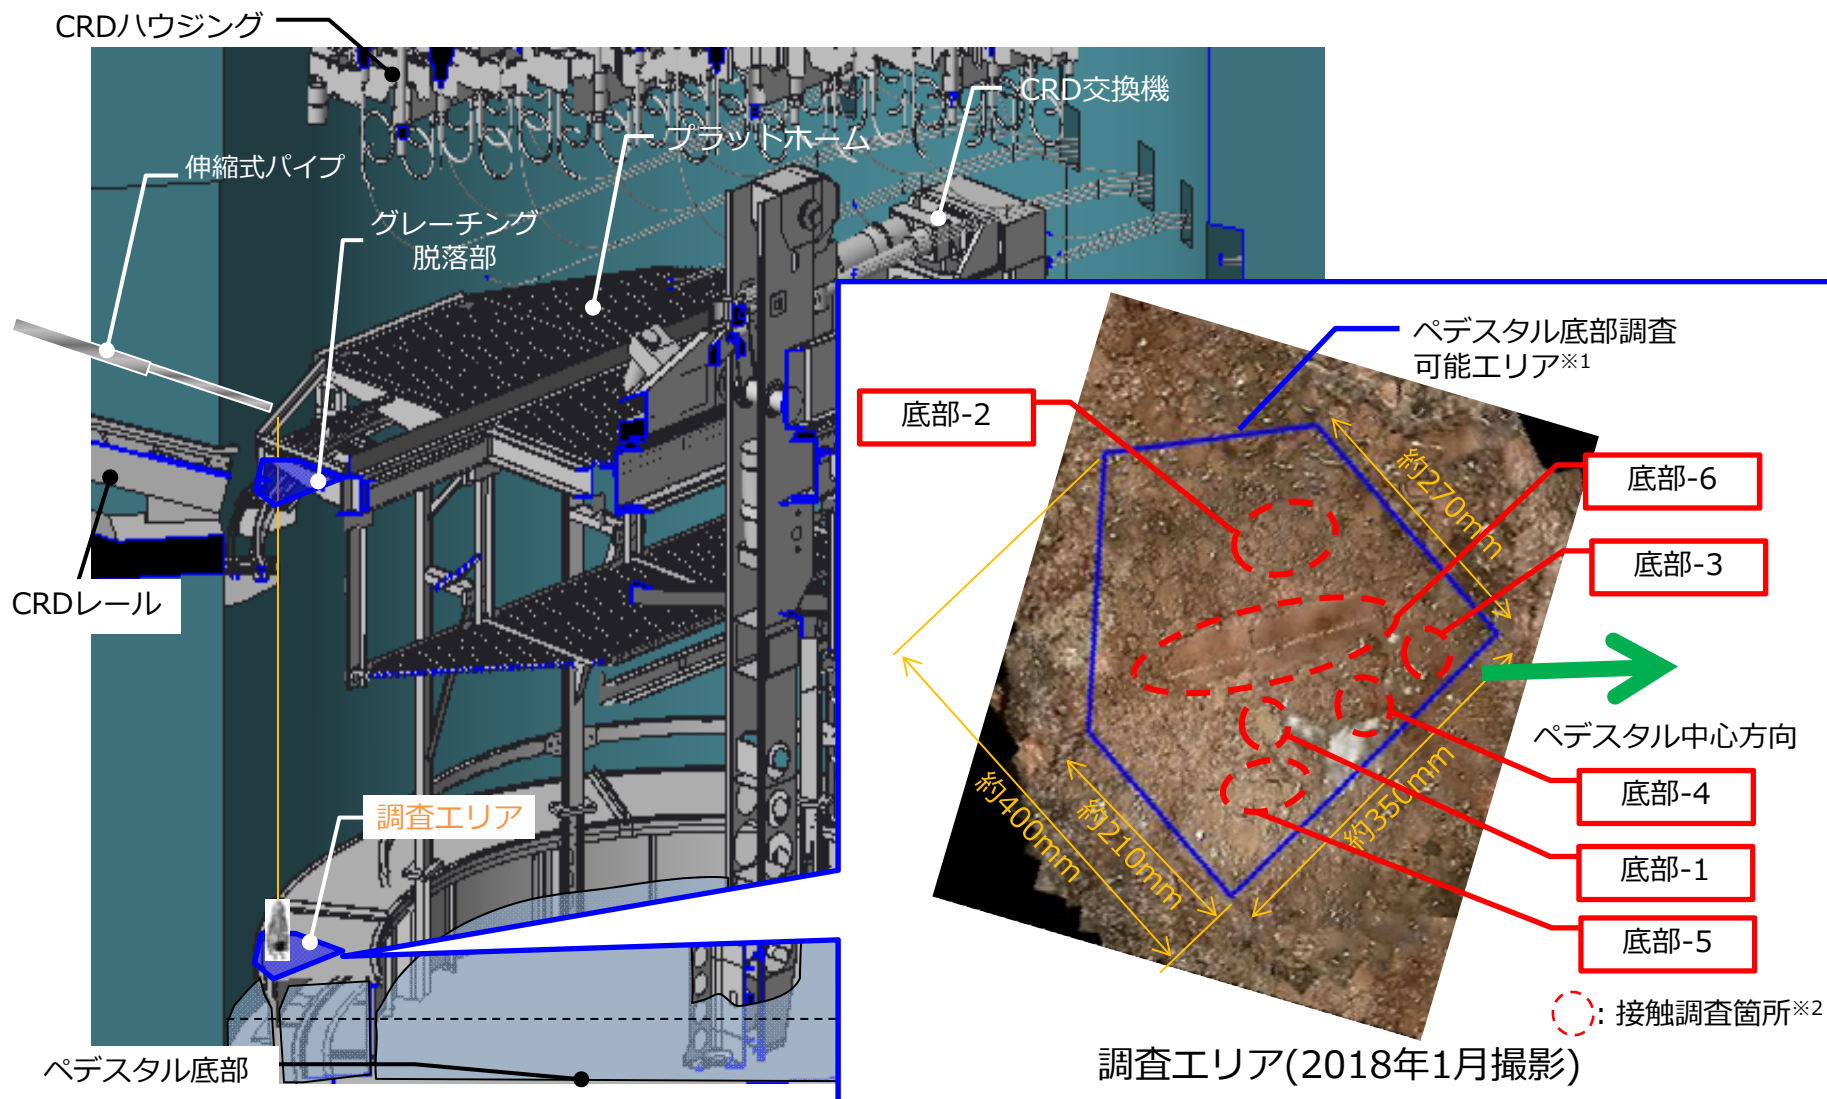 CRDハウジング
CRD交換機
プラットホーム
伸縮式パイプ
グレーチング
脱落部
CRDレール
調査エリア
ペデスタル底部
ペデスタル底部調査
可能エリア※1
底部-2
約270mm
底部-6
底部-3
ペデスタル中心方向
底部-4
約400mm
約210mm
約350mm
底部-1
底部-5
: 接触調査箇所※2
調査エリア(2018年1月撮影)